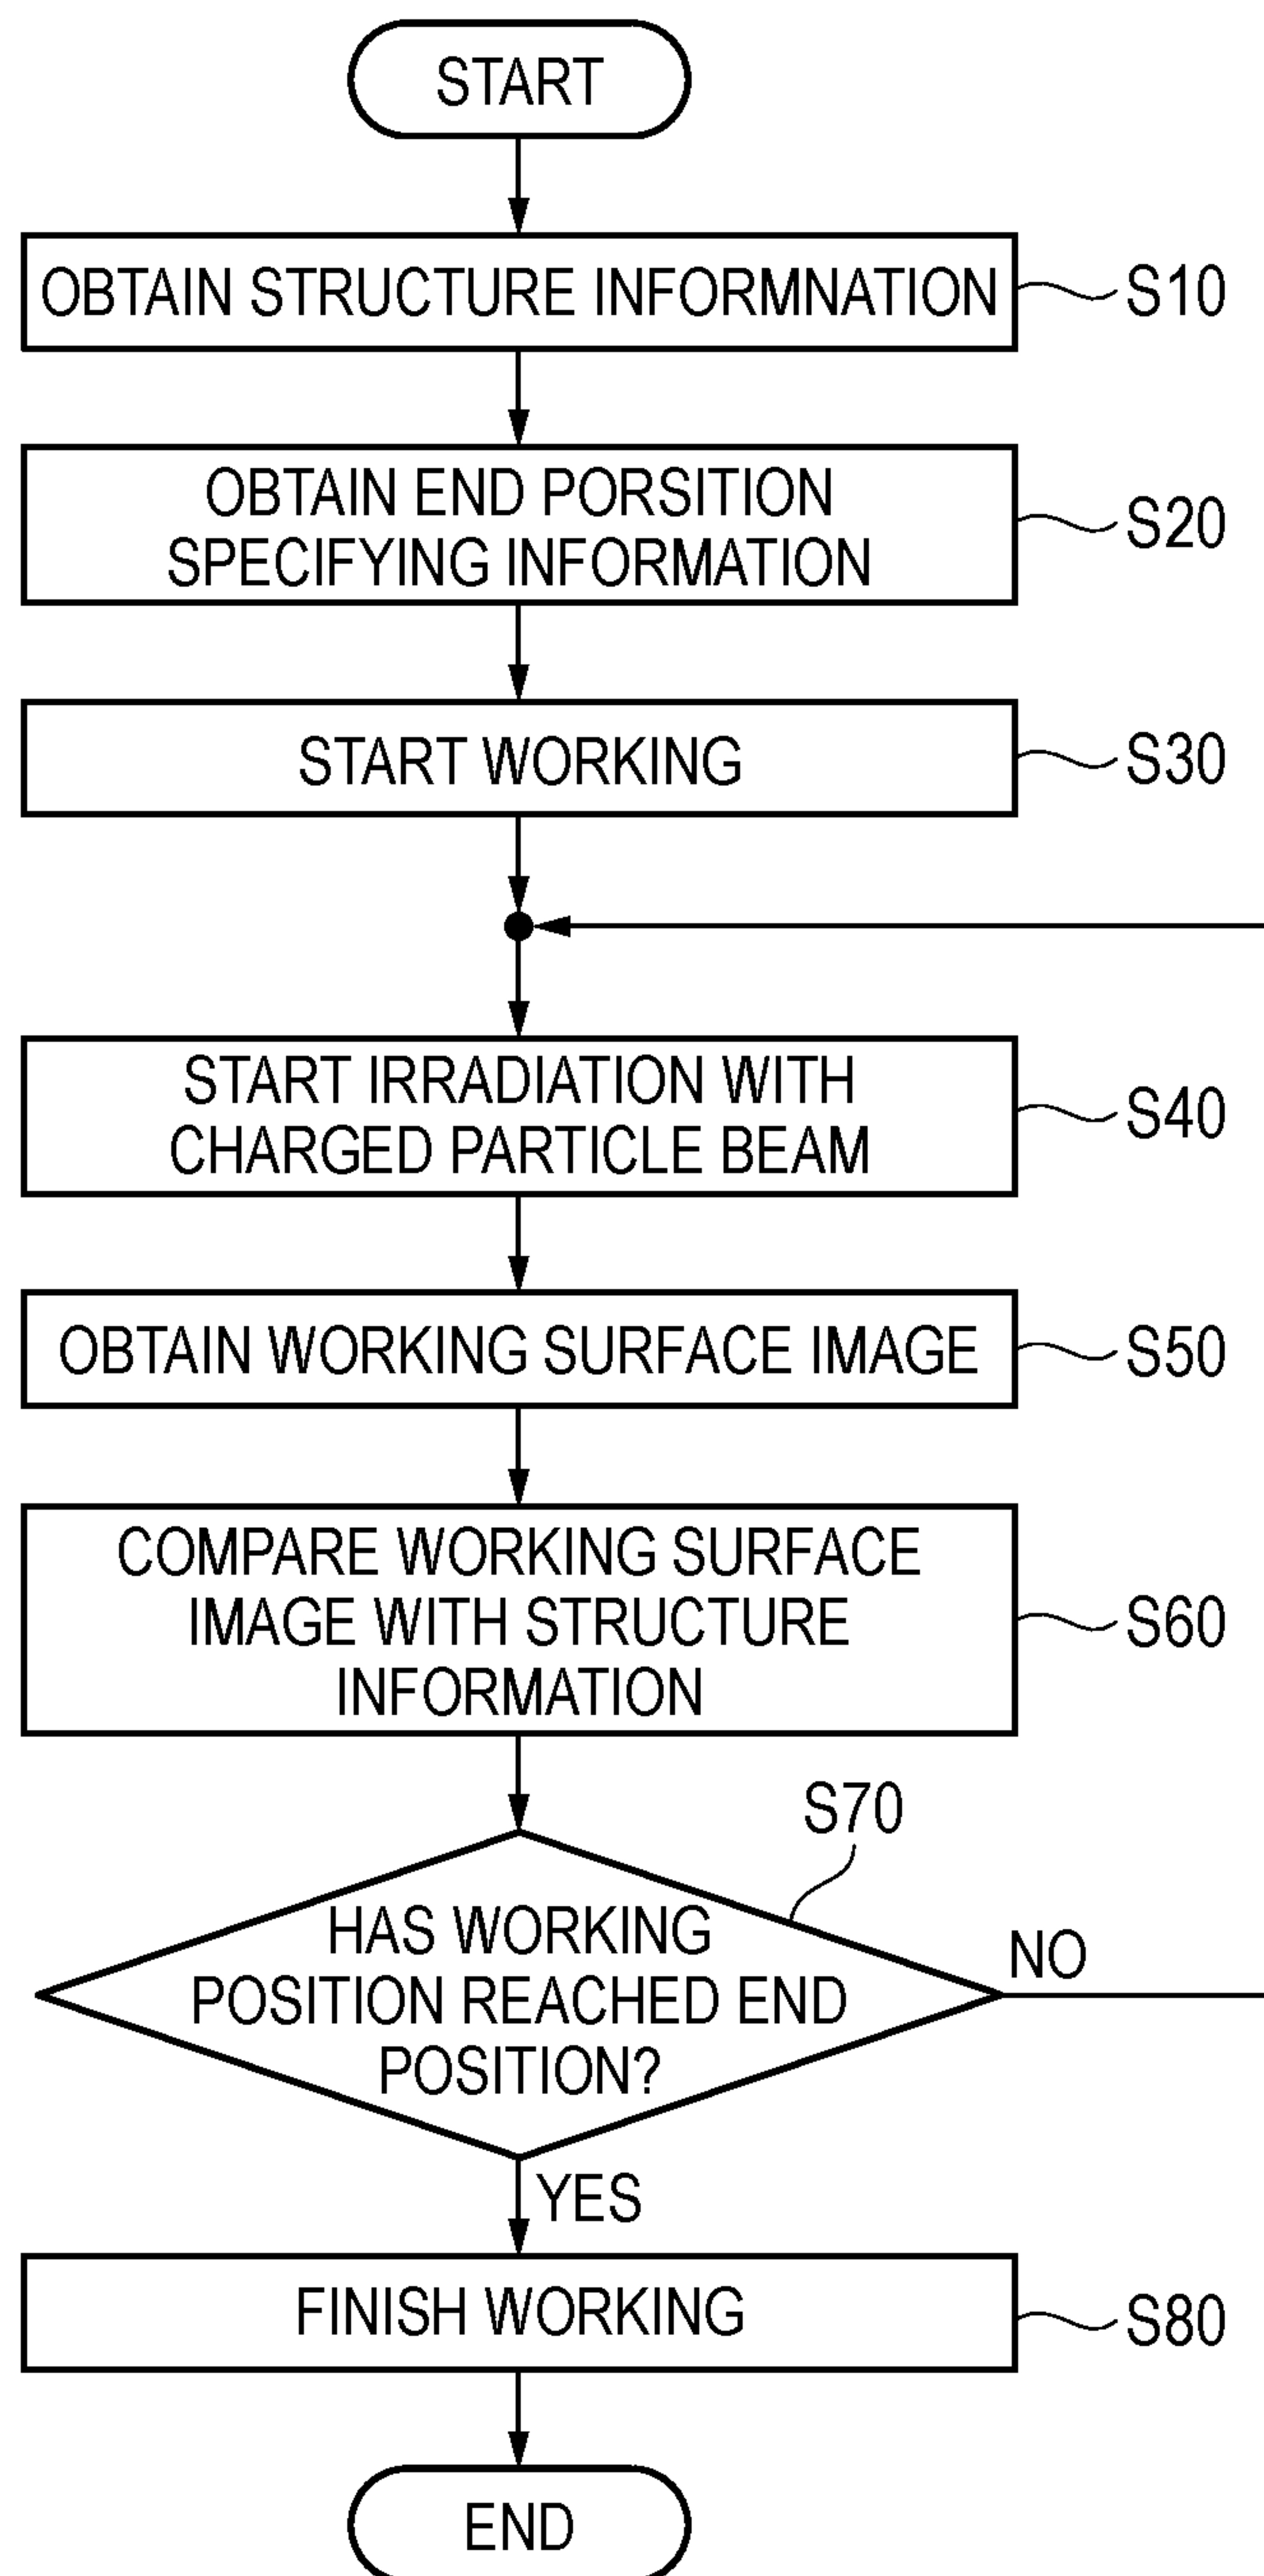 START
OBTAIN STRUCTURE INFORMNATION
S10
OBTAIN END PORSITION
SPECIFYING INFORMATION
S20
START WORKING
S30
START IRRADIATION WITH
CHARGED PARTICLE BEAM
S40
OBTAIN WORKING SURFACE IMAGE
S50
COMPARE WORKING SURFACE
IMAGE WITH STRUCTURE
INFORMATION
S60
S70
HAS WORKING
POSITION REACHED END
POSITION?
NO
YES
FINISH WORKING
S80
END